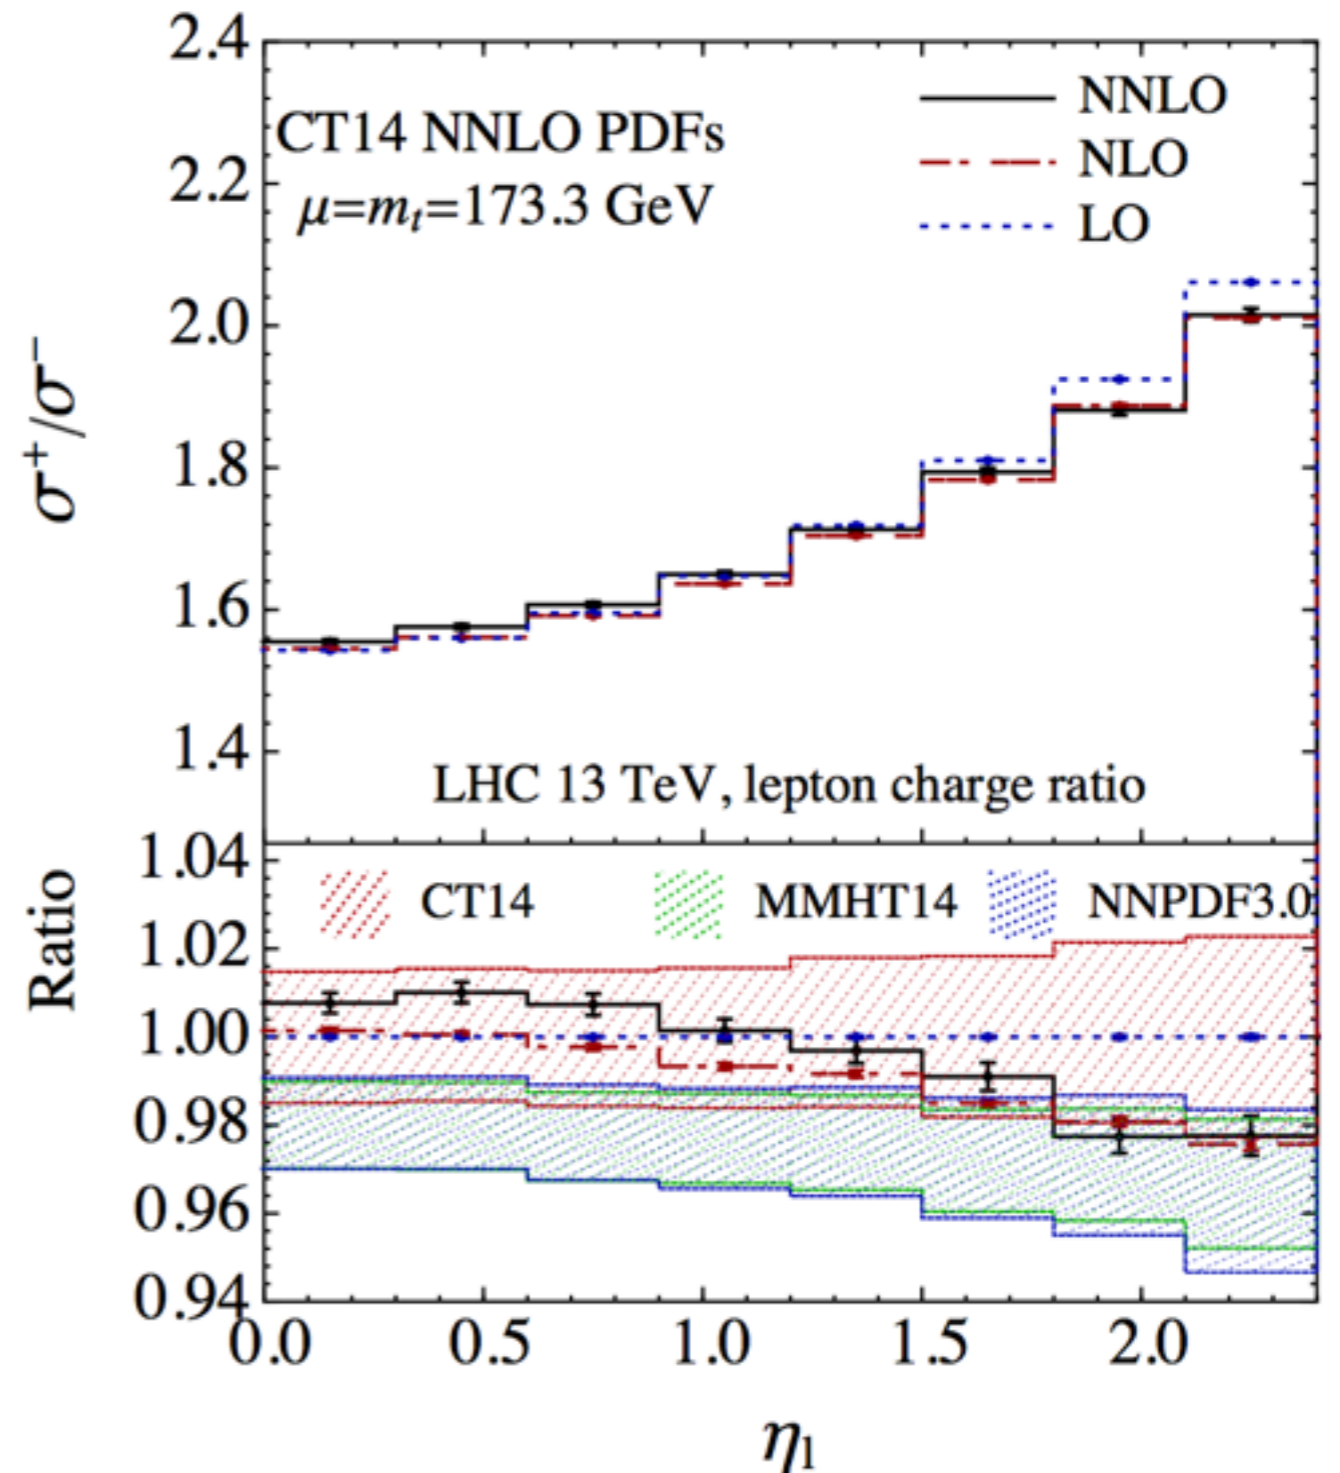 2.4
NNLO
CT14 NNLO PDFs
NLO
2.2
μ=mₜ=173.3 GeV
LO
2.0
σ⁺/σ⁻
1.8
1.6
1.4
LHC 13 TeV, lepton charge ratio
1.04
Ratio
CT14 MMHT14 NNPDF3.0
1.02
1.00
0.98
0.96
0.94
0.0 0.5 1.0 1.5 2.0
ηₗ